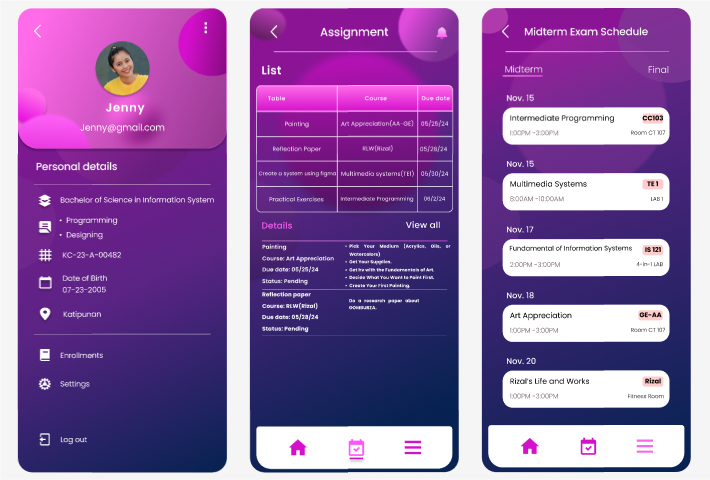 Jenny
Jenny@gmail.com
Personal details
Bachelor of Science in Information System
• Programming
• Designing
KC-23-A-00482
Date of Birth
07-23-2005
Katipunan
Enrollments
Settings
Log out
Assignment
List
Table Course Due date
Painting Art Appreciation(AA-GE) 05/25/24
Reflection Paper RLW(Rizal) 05/28/24
Create a system using figma Multimedia systems(TE1) 05/30/24
Practical Exercises Intermediate Programming 06/2/24
Details View all
Painting
Course: Art Appreciation
Due date: 05/25/24
Status: Pending
• Pick Your Medium (Acrylics, Oils, or
Watercolors)
• Get Your Supplies.
• Get In+ with the Fundamentals of Art.
• Decide What You Want to Paint First.
• Create Your First Painting.
Reflection paper
Course: RLW(Rizal)
Due date: 05/28/24
Status: Pending
Do a research paper about
GOMBURZA.
Midterm Exam Schedule
Midterm Final
Nov. 15
Intermediate Programming CC103
1:00PM -3:00PM Room CT 107
Nov. 15
Multimedia Systems TE 1
8:00AM -10:00AM LAB 1
Nov. 17
Fundamental of Information Systems IS 121
2:00PM -3:00PM 4-in-1 LAB
Nov. 18
Art Appreciation GE-AA
1:00PM -3:00PM Room CT 107
Nov. 20
Rizal's Life and Works Rizal
1:00PM -3:00PM Fitness Room